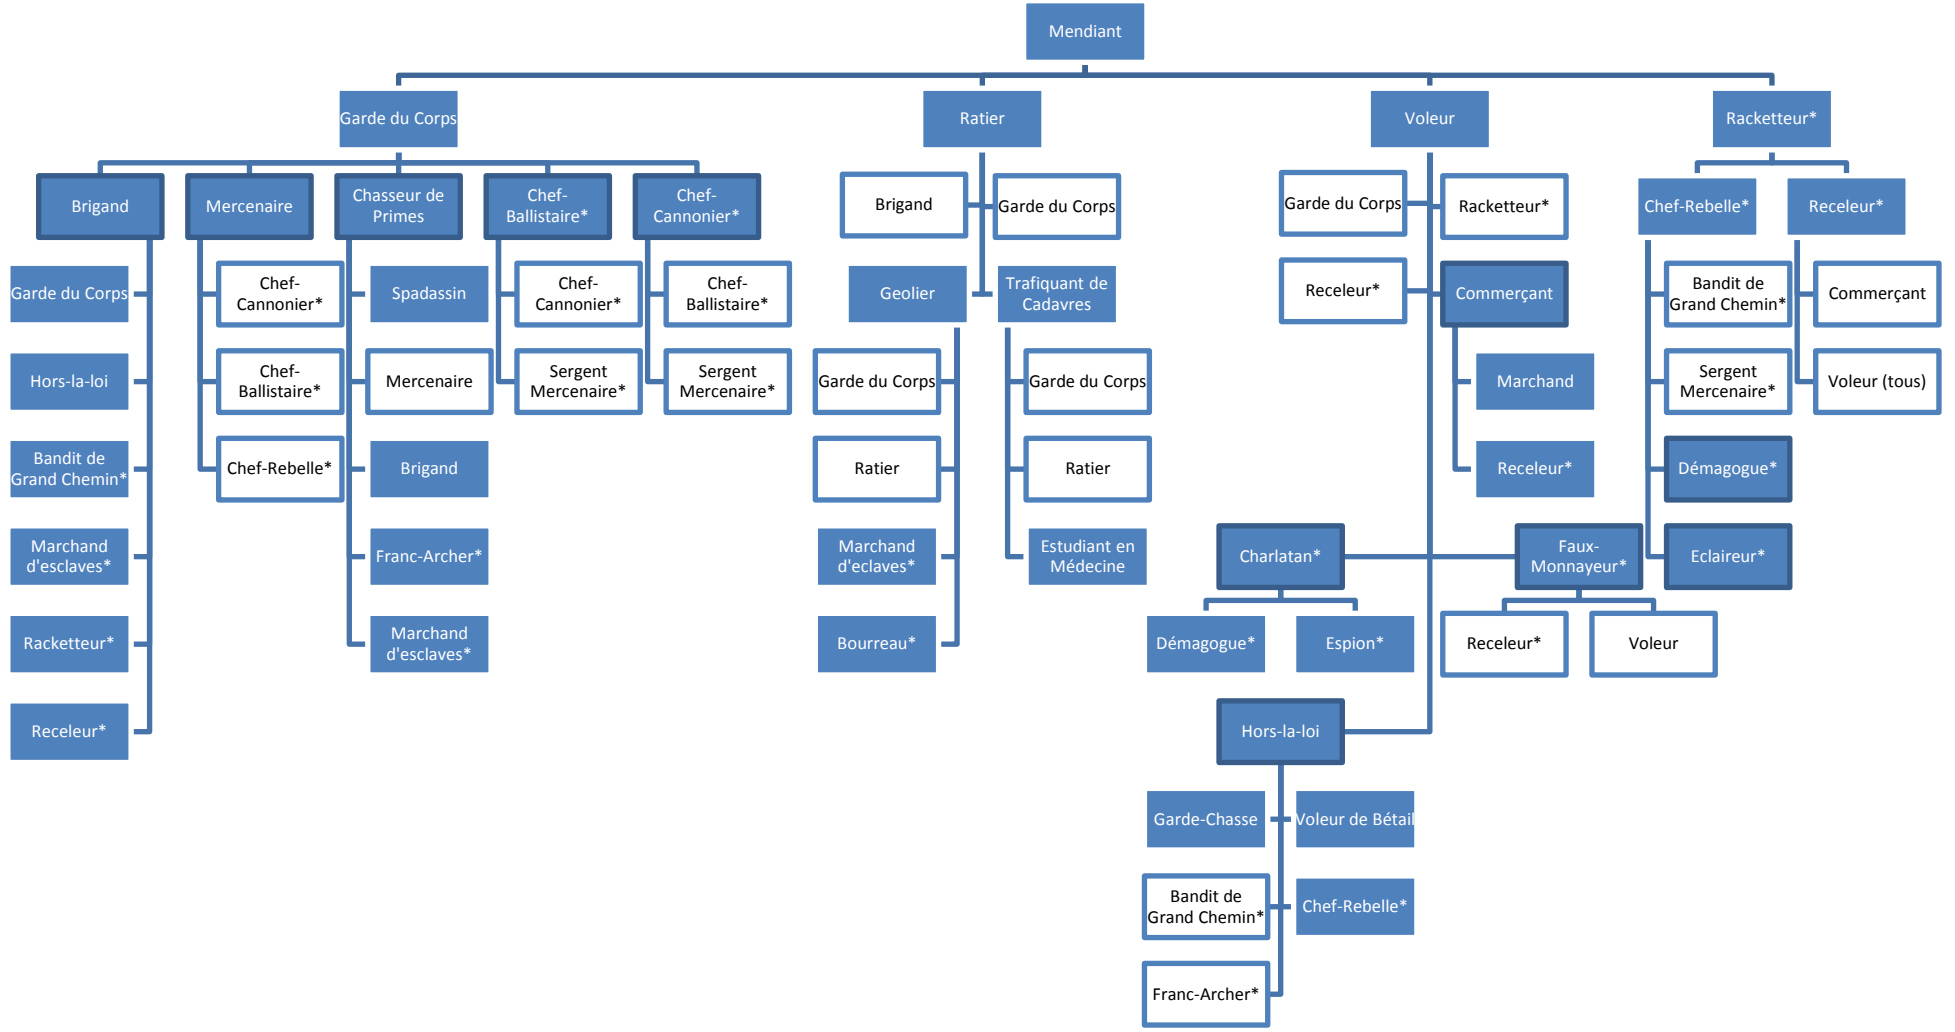 Mendiant
Garde du Corps
Ratier
Voleur
Racketteur*
Brigand
Mercenaire
Chasseur de
Primes
Chef-
Ballistaire*
Chef-
Cannonier*
Brigand
Garde du Corps
Garde du Corps
Racketteur*
Chef-Rebelle*
Receleur*
Garde du Corps
Chef-
Cannonier*
Spadassin
Chef-
Cannonier*
Chef-
Ballistaire*
Geolier
Trafiquant de
Cadavres
Receleur*
Commerçant
Bandit de
Grand Chemin*
Commerçant
Hors-la-loi
Chef-
Ballistaire*
Mercenaire
Sergent
Mercenaire*
Sergent
Mercenaire*
Garde du Corps
Garde du Corps
Marchand
Sergent
Mercenaire*
Voleur (tous)
Bandit de
Grand Chemin*
Chef-Rebelle*
Brigand
Ratier
Ratier
Receleur*
Démagogue*
Marchand
d'esclaves*
Franc-Archer*
Marchand
d'eclaves*
Estudiant en
Médecine
Charlatan*
Faux-
Monnayeur*
Eclaireur*
Racketteur*
Marchand
d'esclaves*
Bourreau*
Démagogue*
Espion*
Receleur*
Voleur
Receleur*
Hors-la-loi
Garde-Chasse
Voleur de Bétail
Bandit de
Grand Chemin*
Chef-Rebelle*
Franc-Archer*